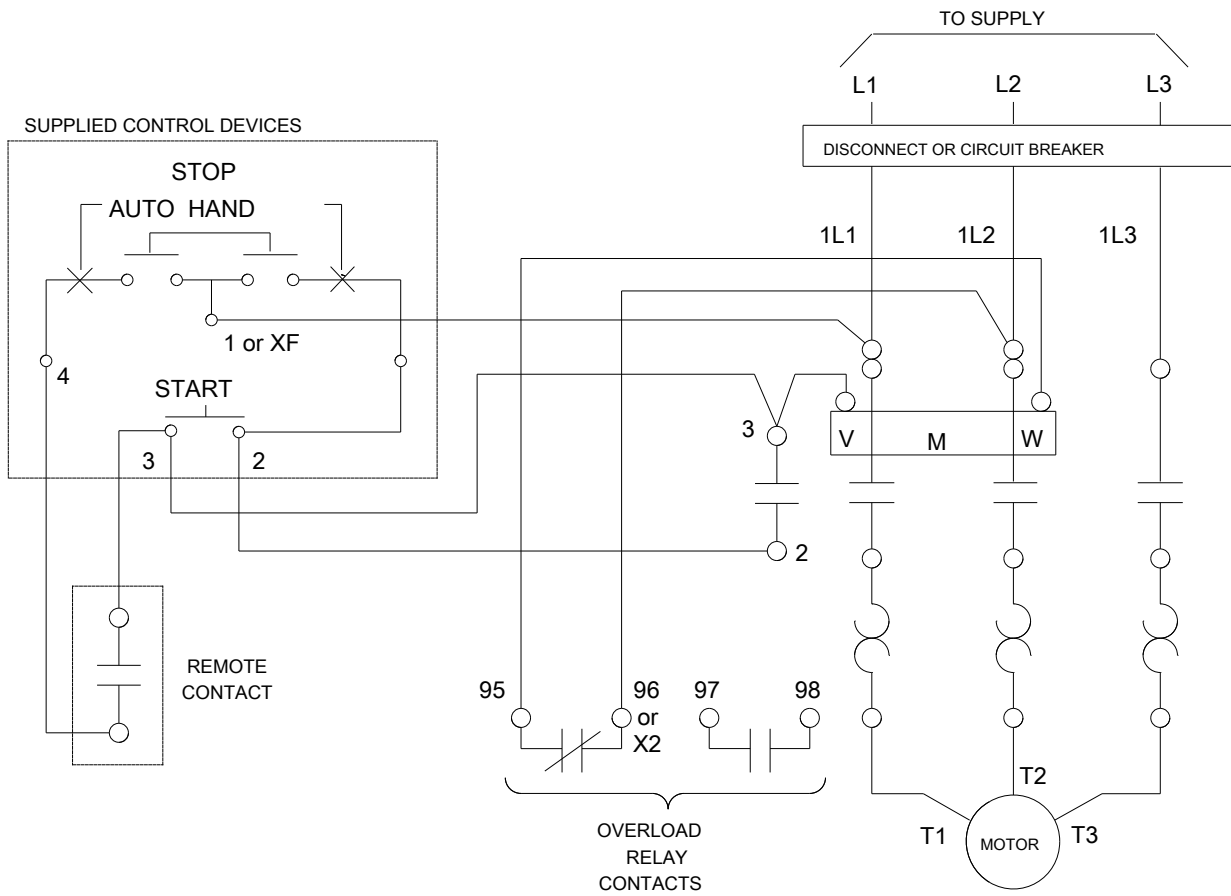 TO SUPPLY
L1 L2 L3
SUPPLIED CONTROL DEVICES
DISCONNECT OR CIRCUIT BREAKER
STOP
AUTO HAND
1L1 1L2 1L3
1 or XF
4
START
3
V M W
3 2
2
REMOTE
CONTACT
95 96 97 98
or
X2
T2
T1 MOTOR T3
OVERLOAD
RELAY
CONTACTS